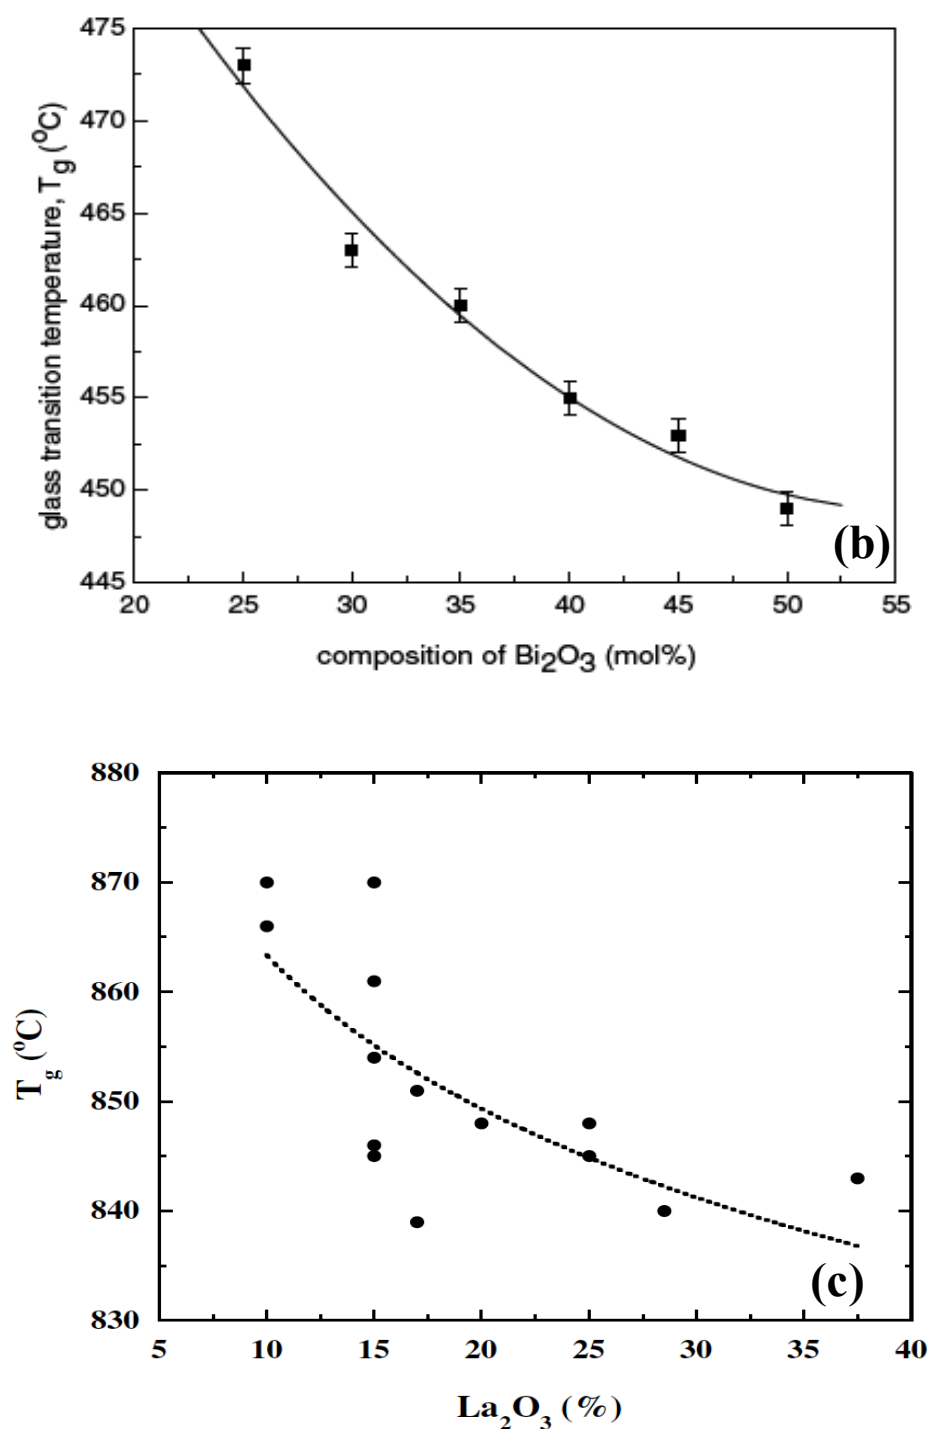 475
470
465
460
455
450
445
glass transition temperature, Tg (ºC)
20 25 30 35 40 45 50 55
composition of Bi2O3 (mol%)
(b)
880
870
860
850
840
830
Tg (ºC)
5 10 15 20 25 30 35 40
La2O3 (%)
(c)